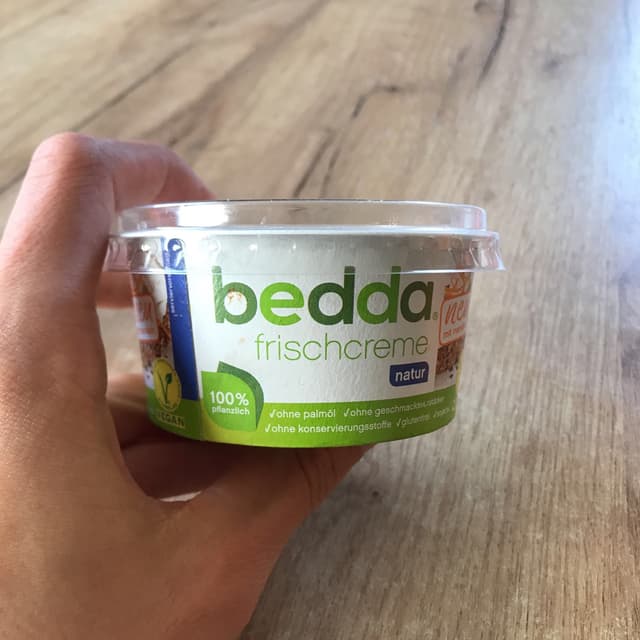 bedda®
frischcreme
natur
100%
pflanzlich
✓ohne palmöl ✓ohne geschmacksverstärker
✓ohne konservierungsstoffe ✓glutenfrei
VEGAN